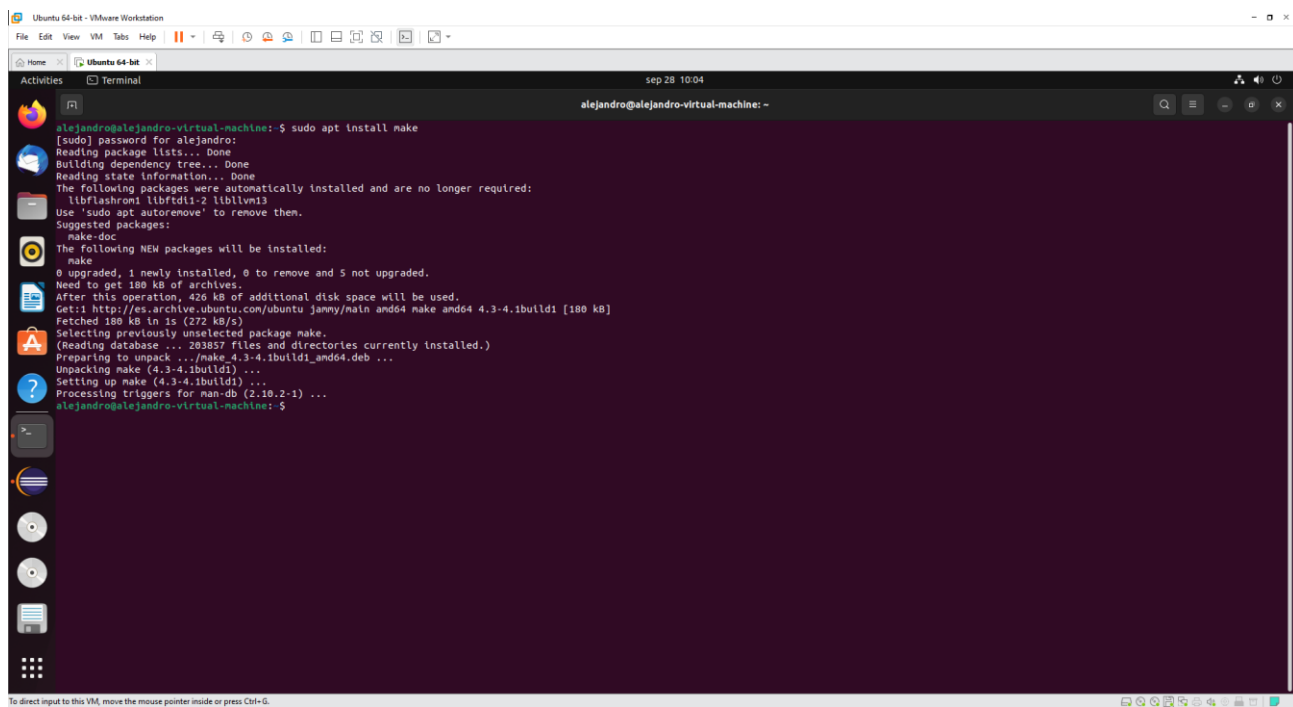 Ubuntu 64-bit - VMware Workstation
File Edit View VM Tabs Help
Home Ubuntu 64-bit
Activities Terminal sep 28 10:04
alejandro@alejandro-virtual-machine: ~
alejandro@alejandro-virtual-machine:~$ sudo apt install make
[sudo] password for alejandro:
Reading package lists... Done
Building dependency tree... Done
Reading state information... Done
The following packages were automatically installed and are no longer required:
libflashrom1 libftdi1-2 libllvm13
Use 'sudo apt autoremove' to remove them.
Suggested packages:
make-doc
The following NEW packages will be installed:
make
0 upgraded, 1 newly installed, 0 to remove and 5 not upgraded.
Need to get 180 kB of archives.
After this operation, 426 kB of additional disk space will be used.
Get:1 http://es.archive.ubuntu.com/ubuntu jammy/main amd64 make amd64 4.3-4.1build1 [180 kB]
Fetched 180 kB in 1s (272 kB/s)
Selecting previously unselected package make.
(Reading database ... 203857 files and directories currently installed.)
Preparing to unpack .../make_4.3-4.1build1_amd64.deb ...
Unpacking make (4.3-4.1build1) ...
Setting up make (4.3-4.1build1) ...
Processing triggers for man-db (2.10.2-1) ...
alejandro@alejandro-virtual-machine:~$
To direct input to this VM, move the mouse pointer inside or press Ctrl+G.